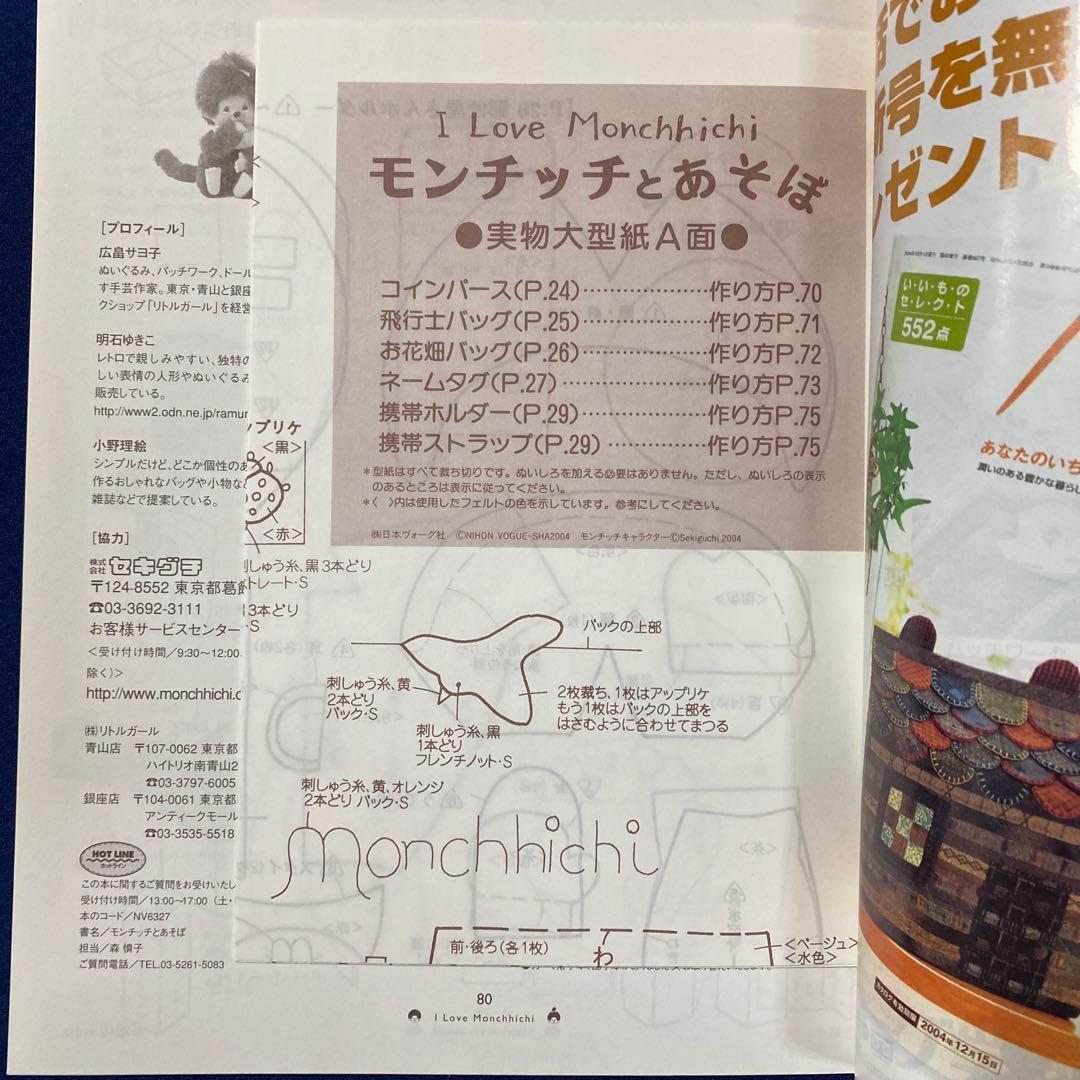 [プロフィール]
広畠サヨ子
ぬいぐるみ、パッチワーク、ドール
す手芸作家。東京・青山と銀座
クショップ「リトルガール」を経営
明石ゆきこ
レトロで親しみやすい、独特の
しい表情の人形やぬいぐるみ
販売している。
http://www2.odn.ne.jp/ramur
小野理絵
シンプルだけど、どこか個性のあ
作るおしゃれなバッグや小物な
雑誌などで提案している。
[協力]
株式会社 セキグチ
〒124-8552 東京都葛飾
☎03-3692-3111
お客様サービスセンター
<受け付け時間/9:30~12:00、
除く)>
http://www.monchhichi.c
㈱リトルガール
青山店 〒107-0062 東京都
ハイトリオ南青山2
☎03-3797-6005
銀座店 〒104-0061 東京都
アンティークモール
☎03-3535-5518
HOT LINE
ホットライン
この本に関するご質問をお受けいたし
受け付け時間/13:00~17:00(土・
本のコード/NV6327
書名/モンチッチとあそぼ
担当/森 慎子
ご質問電話/TEL.03-5261-5083
I Love Monchhichi
モンチッチとあそぼ
●実物大型紙A面●
コインパース(P.24)…………………作り方P.70
飛行士バッグ(P.25)…………………作り方P.71
お花畑バッグ(P.26)…………………作り方P.72
ネームタグ(P.27)……………………作り方P.73
携帯ホルダー(P.29)…………………作り方P.75
携帯ストラップ(P.29)………………作り方P.75
*型紙はすべて裁ち切りです。ぬいしろを加える必要はありません。ただし、ぬいしろの表示
のあるところは表示に従ってください。
*〈 〉内は使用したフェルトの色を示しています。参考にしてください。
㈱日本ヴォーグ社 ©NIHON VOGUE-SHA2004 モンチッチキャラクター©Sekiguchi 2004
ップリケ
<黒>
<赤>
刺しゅう糸、黒3本どり
トレート・S
3本どり
・S
バックの上部
刺しゅう糸、黄
2本どり
バック・S
刺しゅう糸、黒
1本どり
フレンチノット・S
2枚裁ち、1枚はアップリケ
もう1枚はバックの上部を
はさむように合わせてまつる
刺しゅう糸、黄、オレンジ
2本どり バック・S
monchhichi
前・後ろ(各1枚)
わ
<ベージュ>
<水色>
80
I Love Monchhichi
話での
号を無
ゼント
い・い・も・の
セ・レ・ク・ト
552点
あなたのいち
潤いのある豊かな暮らし
カタログ有効期限
2004年12月15日